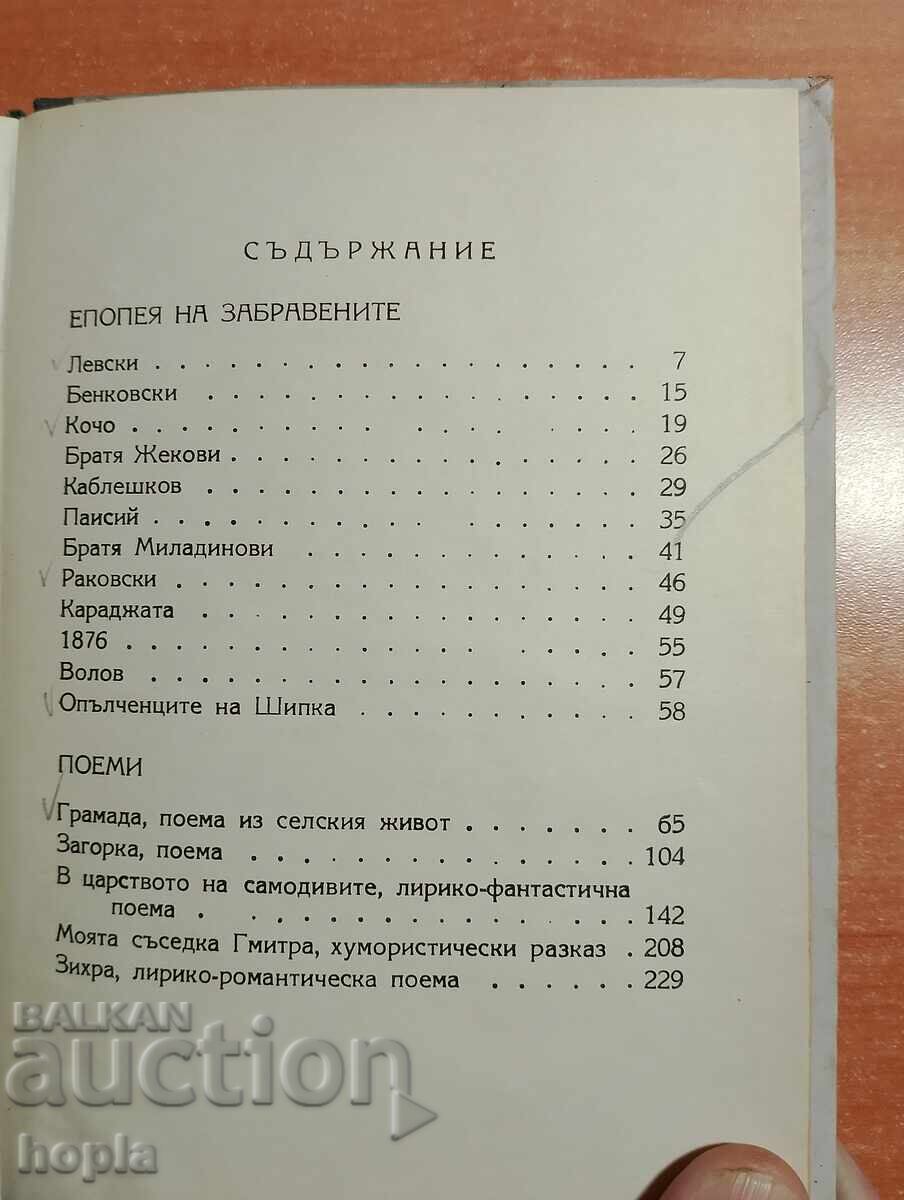 СЪДЪРЖАНИЕ
ЕПОПЕЯ НА ЗАБРАВЕНИТЕ
Левски . . . . . . . . . . . . . . . . . 7
Бенковски . . . . . . . . . . . . . . . 15
Кочо . . . . . . . . . . . . . . . . . . 19
Братя Жекови . . . . . . . . . . . . . . 26
Каблешков . . . . . . . . . . . . . . . 29
Паисий . . . . . . . . . . . . . . . . . 35
Братя Миладинови . . . . . . . . . . . . 41
Раковски . . . . . . . . . . . . . . . . 46
Караджата . . . . . . . . . . . . . . . 49
1876 . . . . . . . . . . . . . . . . . . 55
Волов . . . . . . . . . . . . . . . . . 57
Опълченците на Шипка . . . . . . . . . . 58
ПОЕМИ
Грамада, поема из селския живот . . . . . . . 65
Загорка, поема . . . . . . . . . . . . . 104
В царството на самодивите, лирико-фантастична
поема . . . . . . . . . . . . . . . 142
Моята съседка Гмитра, хумористически разказ . 208
Зихра, лирико-романтическа поема . . . . . . 229
BALKAN
auction
hopla